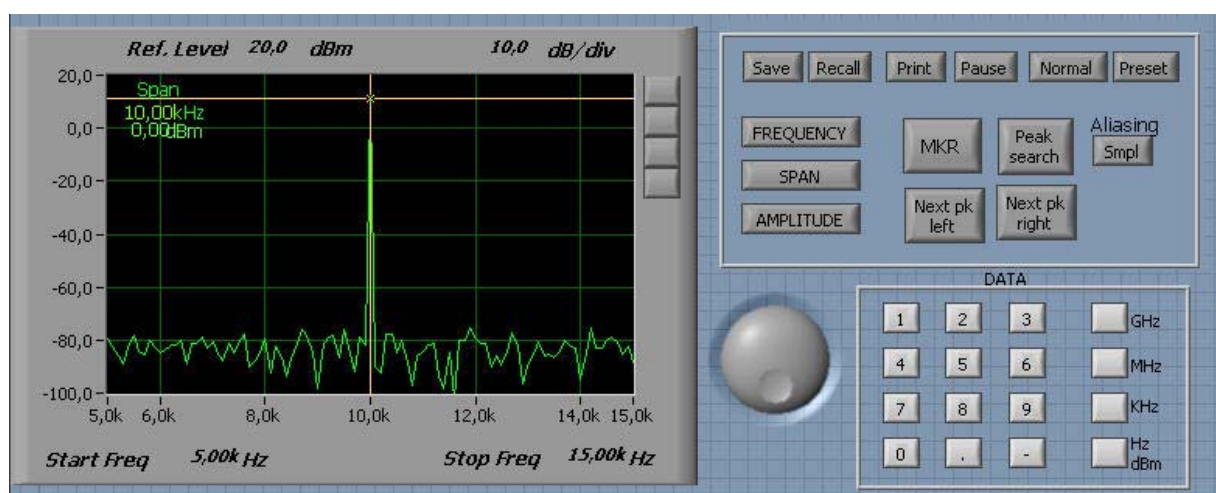 Ref. Level 20,0 dBm 10,0 dB/div
20,0
0,0
-20,0
-40,0
-60,0
-80,0
-100,0
Span
10,00kHz
0,00dBm
5,0k 6,0k 8,0k 10,0k 12,0k 14,0k 15,0k
Start Freq 5,00k Hz Stop Freq 15,00k Hz
Save Recall Print Pause Normal Preset
FREQUENCY
SPAN
AMPLITUDE
MKR
Peak
search
Aliasing
Smpl
Next pk
left
Next pk
right
DATA
1 2 3 GHz
4 5 6 MHz
7 8 9 KHz
0 . - Hz
dBm